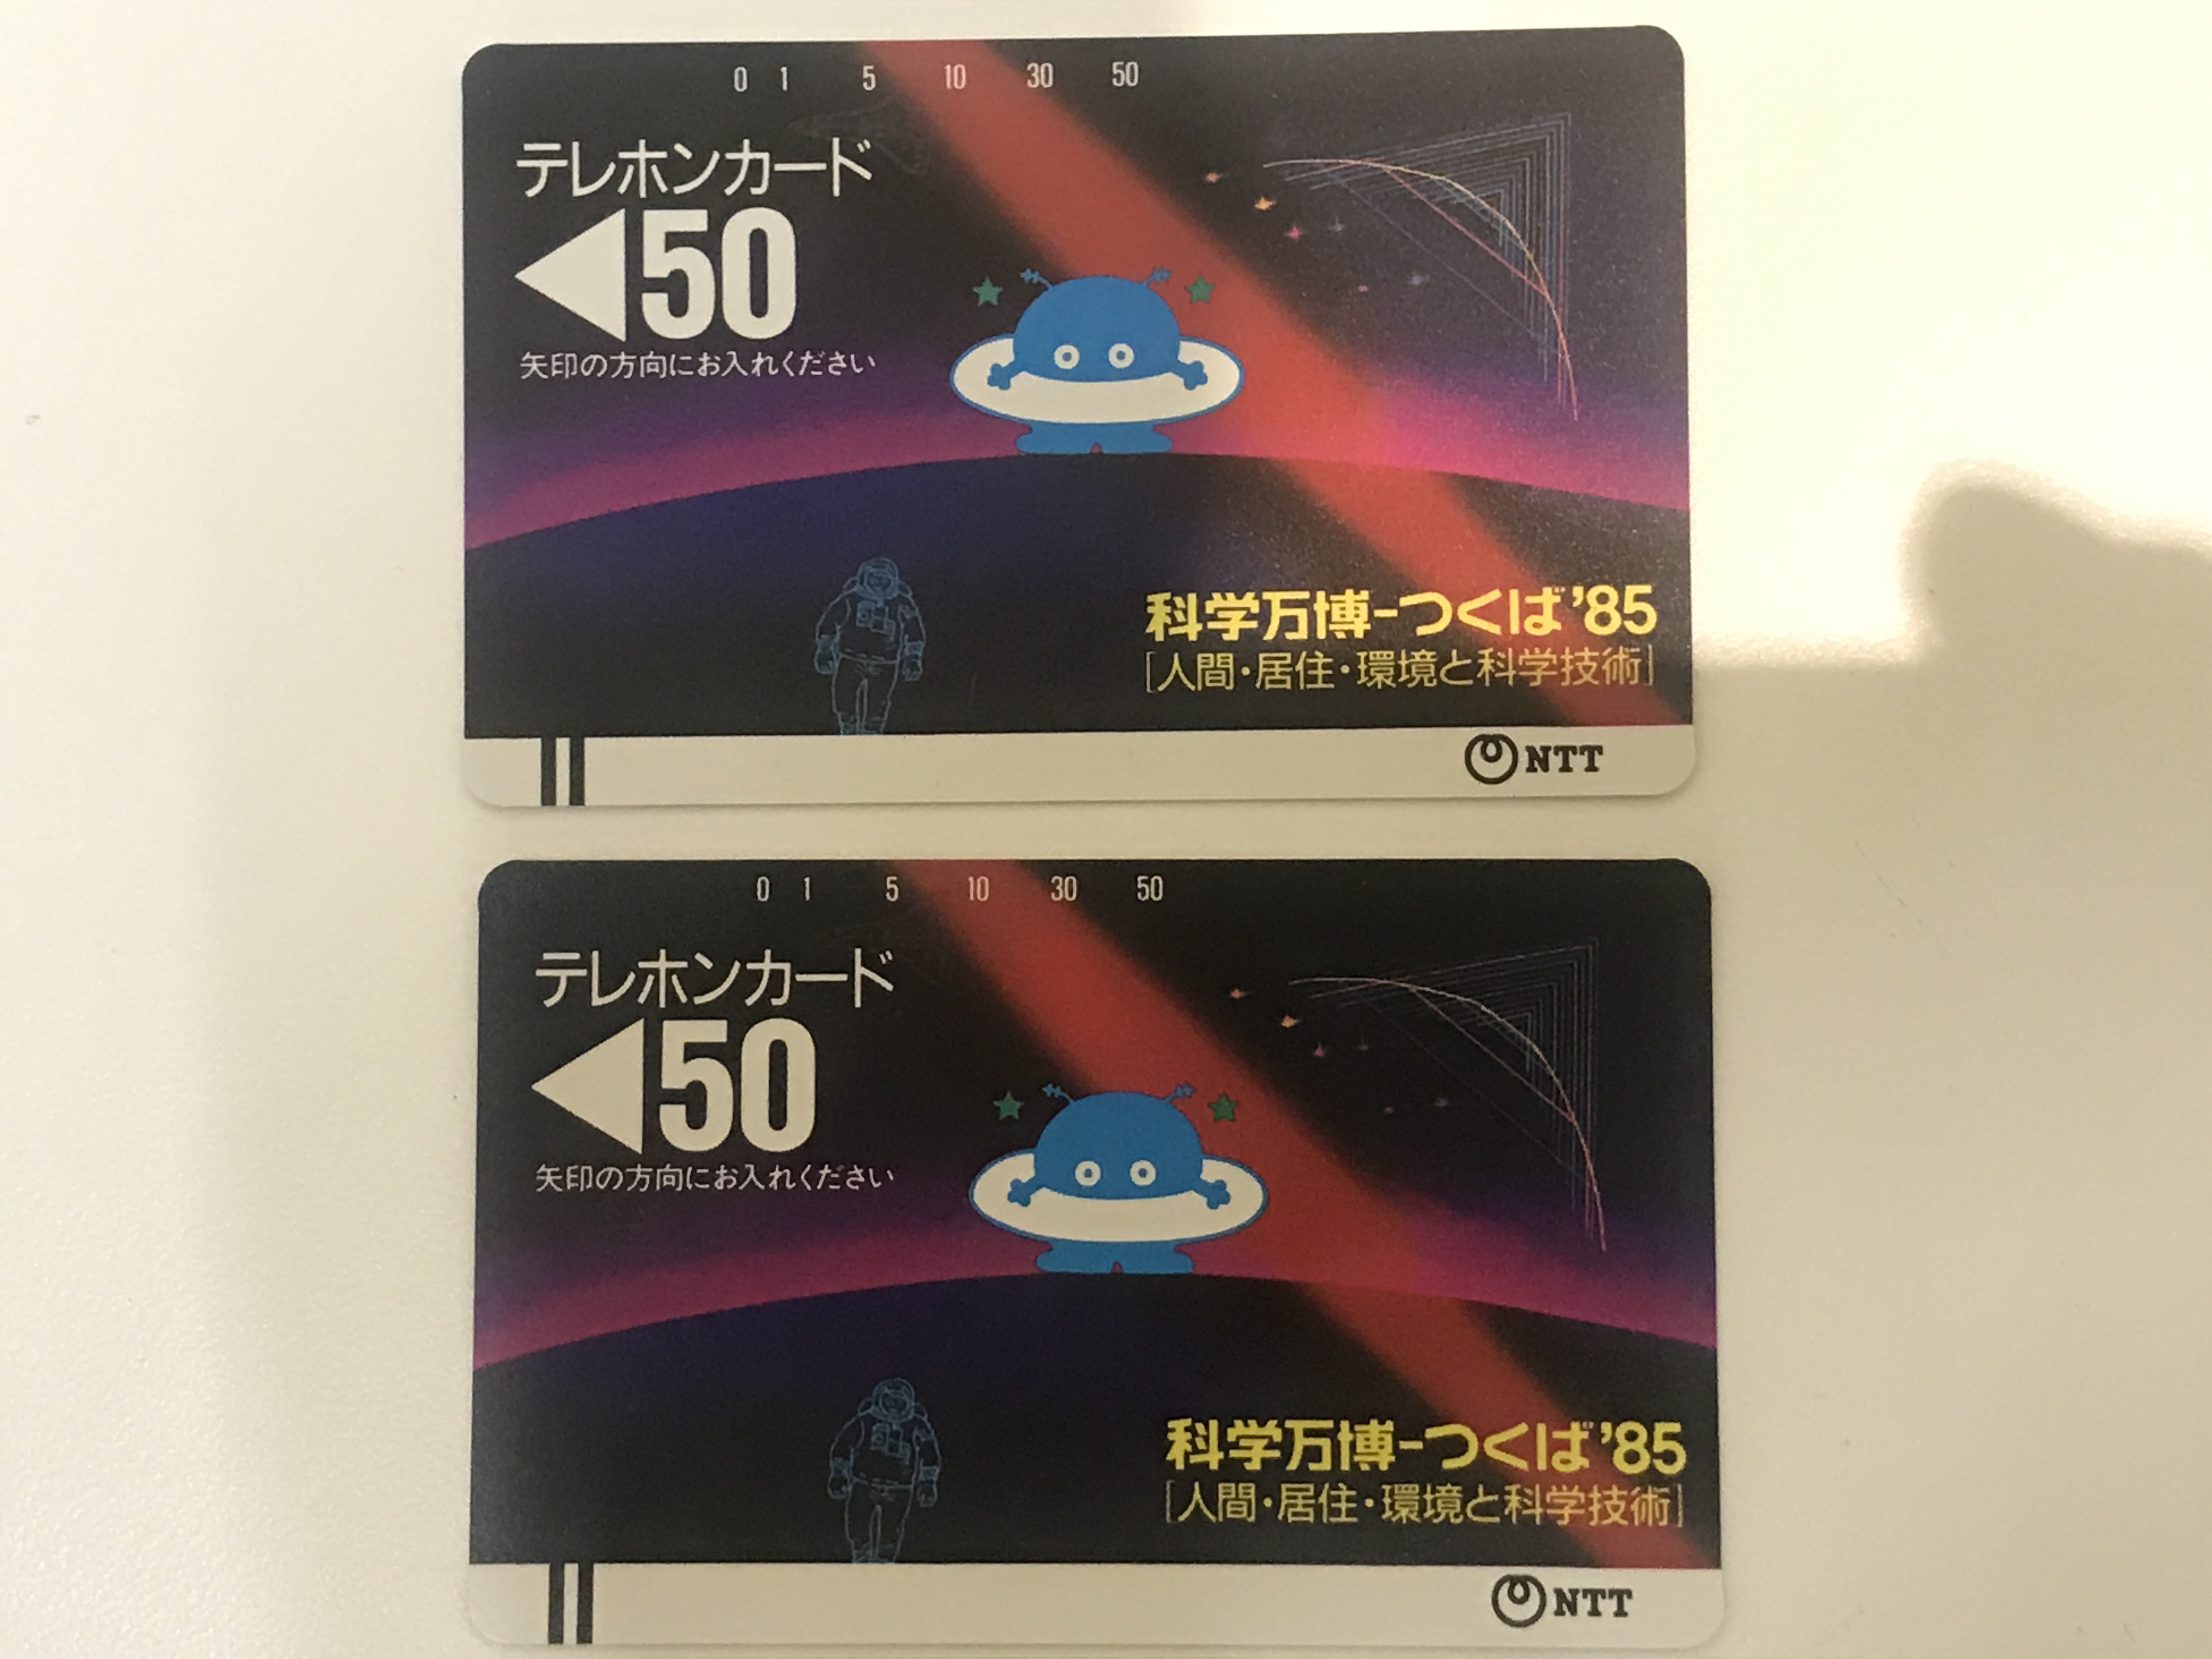 0 1 5 10 30 50
テレホンカード
50
矢印の方向にお入れください
科学万博-つくば'85
[人間・居住・環境と科学技術]
NTT
0 1 5 10 30 50
テレホンカード
50
矢印の方向にお入れください
科学万博-つくば'85
[人間・居住・環境と科学技術]
NTT